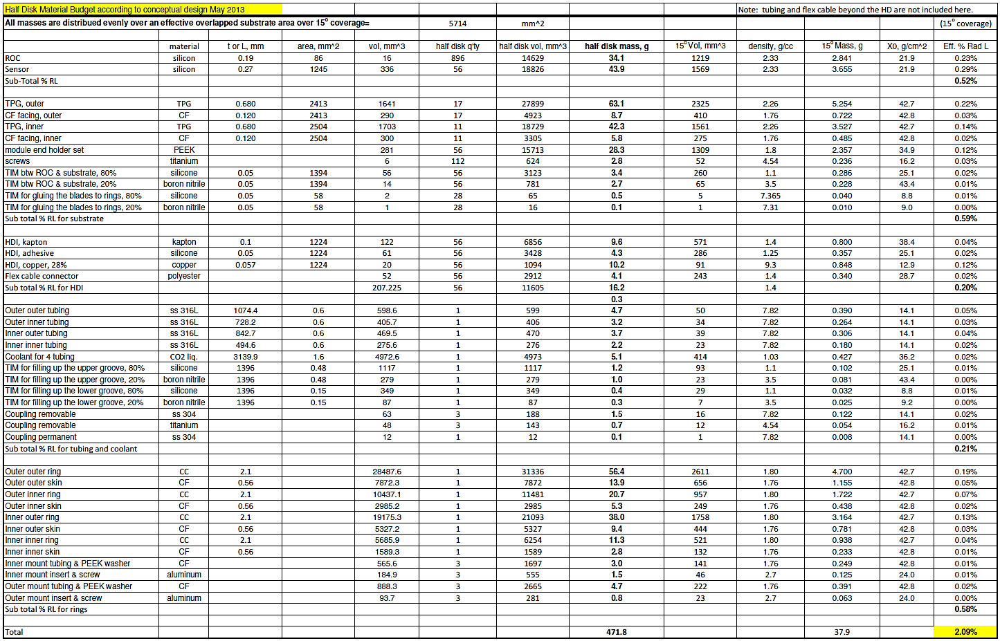 Half Disk Material Budget according to conceptual design May 2013 Note: tubing and flex cable beyond the HD are not included here.
All masses are distribued evenly over an effective overlapped substrate area over 15° coverage= 5714 mm^2 (15° coverage)
material t or L, mm area, mm^2 vol, mm^3 half disk q'ty half disk vol, mm^3 half disk mass, g 15° Vol, mm^3 density, g/cc 15° Mass, g X0, g/cm^2 Eff. % Rad L
ROC silicon 0.19 86 16 896 14629 34.1 1219 2.33 2.841 21.9 0.23%
Sensor silicon 0.27 1245 336 56 18826 43.9 1569 2.33 3.655 21.9 0.29%
Sub-Total % RL 0.52%
TPG, outer TPG 0.680 2413 1641 17 27899 63.1 2325 2.26 5.254 42.7 0.22%
CF facing, outer CF 0.120 2413 290 17 4923 8.7 410 1.76 0.722 42.8 0.03%
TPG, inner TPG 0.680 2504 1703 11 18729 42.3 1561 2.26 3.527 42.7 0.14%
CF facing, inner CF 0.120 2504 300 11 3305 5.8 275 1.76 0.485 42.8 0.02%
module end holder set PEEK 281 56 15713 28.3 1309 1.8 2.357 34.9 0.12%
screws titanium 6 112 624 2.8 52 4.54 0.236 16.2 0.03%
TIM btw ROC & substrate, 80% silicone 0.05 1394 56 56 3123 3.4 260 1.1 0.286 25.1 0.02%
TIM btw ROC & substrate, 20% boron nitrile 0.05 1394 14 56 781 2.7 65 3.5 0.228 43.4 0.01%
TIM for gluing the blades to rings, 80% silicone 0.05 58 2 28 65 0.5 5 7.365 0.040 8.8 0.01%
TIM for gluing the blades to rings, 20% boron nitrile 0.05 58 1 28 16 0.1 1 7.31 0.010 9.0 0.00%
Sub total % RL for substrate 0.59%
HDI, kapton kapton 0.1 1224 122 56 6856 9.6 571 1.4 0.800 38.4 0.04%
HDI, adhesive silicone 0.05 1224 61 56 3428 4.3 286 1.25 0.357 25.1 0.02%
HDI, copper, 28% copper 0.057 1224 20 56 1094 10.2 91 9.3 0.848 12.9 0.12%
Flex cable connector polyester 52 56 2912 4.1 243 1.4 0.340 28.7 0.02%
Sub total % RL for HDI 207.225 56 11605 16.2 1.4 0.20%
0.3
Outer outer tubing ss 316L 1074.4 0.6 598.6 1 599 4.7 50 7.82 0.390 14.1 0.05%
Outer inner tubing ss 316L 728.2 0.6 405.7 1 406 3.2 34 7.82 0.264 14.1 0.03%
Inner outer tubing ss 316L 842.7 0.6 469.5 1 470 3.7 39 7.82 0.306 14.1 0.04%
Inner inner tubing ss 316L 494.6 0.6 275.6 1 276 2.2 23 7.82 0.180 14.1 0.02%
Coolant for 4 tubing CO2 liq. 3139.9 1.6 4972.6 1 4973 5.1 414 1.03 0.427 36.2 0.02%
TIM for filling up the upper groove, 80% silicone 1396 0.48 1117 1 1117 1.2 93 1.1 0.102 25.1 0.01%
TIM for filling up the upper groove, 20% boron nitrile 1396 0.48 279 1 279 1.0 23 3.5 0.081 43.4 0.00%
TIM for filling up the lower groove, 80% silicone 1396 0.15 349 1 349 0.4 29 1.1 0.032 8.8 0.01%
TIM for filling up the lower groove, 20% boron nitrile 1396 0.15 87 1 87 0.3 7 3.5 0.025 9.2 0.00%
Coupling removable ss 304 63 3 188 1.5 16 7.82 0.122 14.1 0.02%
Coupling removable titanium 48 3 143 0.7 12 4.54 0.054 16.2 0.01%
Coupling permanent ss 304 12 1 12 0.1 1 7.82 0.008 14.1 0.00%
Sub total % RL for tubing and coolant 0.21%
Outer outer ring CC 2.1 28487.6 1 31336 56.4 2611 1.80 4.700 42.7 0.19%
Outer outer skin CF 0.56 7872.3 1 7872 13.9 656 1.76 1.155 42.8 0.05%
Outer inner ring CC 2.1 10437.1 1 11481 20.7 957 1.80 1.722 42.7 0.07%
Outer inner skin CF 0.56 2985.2 1 2985 5.3 249 1.76 0.438 42.8 0.02%
Inner outer ring CC 2.1 19175.3 1 21093 38.0 1758 1.80 3.164 42.7 0.13%
Inner outer skin CF 0.56 5327.2 1 5327 9.4 444 1.76 0.781 42.8 0.03%
Inner inner ring CC 2.1 5685.9 1 6254 11.3 521 1.80 0.938 42.7 0.04%
Inner inner skin CF 0.56 1589.3 1 1589 2.8 132 1.76 0.233 42.8 0.01%
Inner mount tubing & PEEK washer CF 565.6 3 1697 3.0 141 1.76 0.249 42.8 0.01%
Inner mount insert & screw aluminum 184.9 3 555 1.5 46 2.7 0.125 24.0 0.01%
Outer mount tubing & PEEK washer CF 888.3 3 2665 4.7 222 1.76 0.391 42.8 0.02%
Outer mount insert & screw aluminum 93.7 3 281 0.8 23 2.7 0.063 24.0 0.00%
Sub total % RL for rings 0.58%
Total 471.8 37.9 2.09%